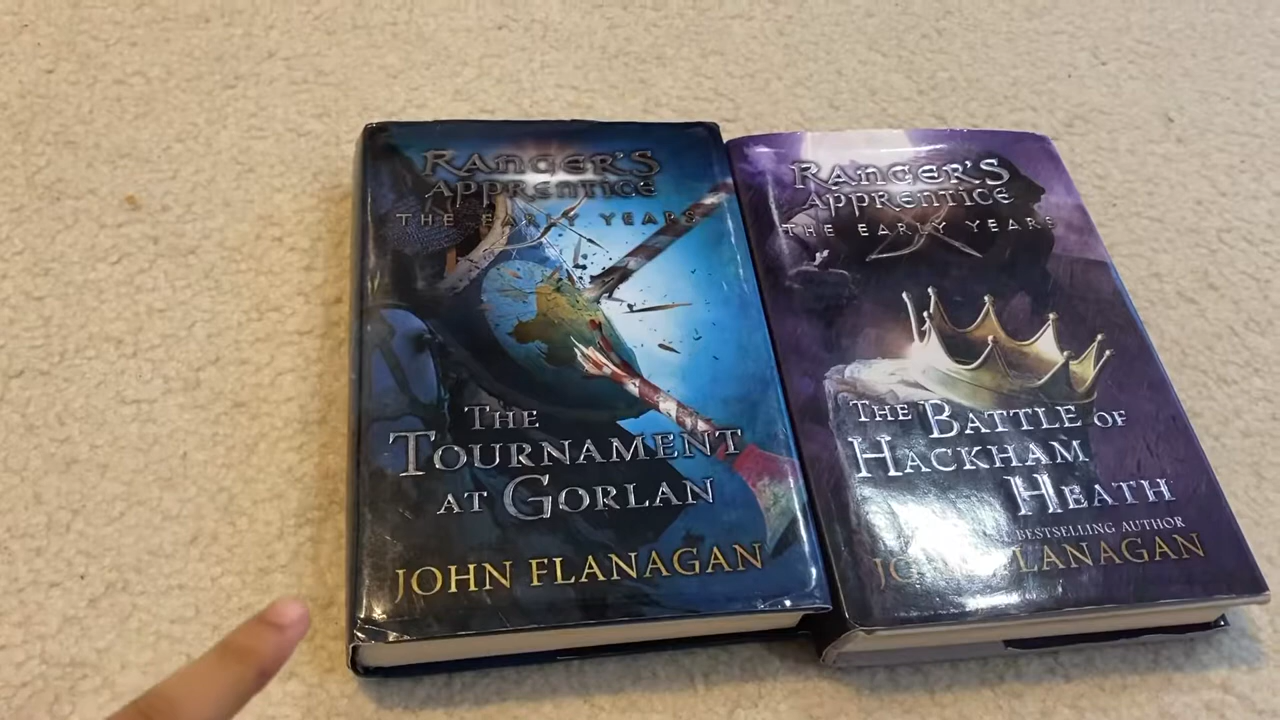 RANGER'S
APPRENTICE
THE EARLY YEARS
THE
TOURNAMENT
AT GORLAN
JOHN FLANAGAN
RANGER'S
APPRENTICE
THE EARLY YEARS
THE BATTLE OF
HACKHAM
HEATH
BESTSELLING AUTHOR
JOHN FLANAGAN